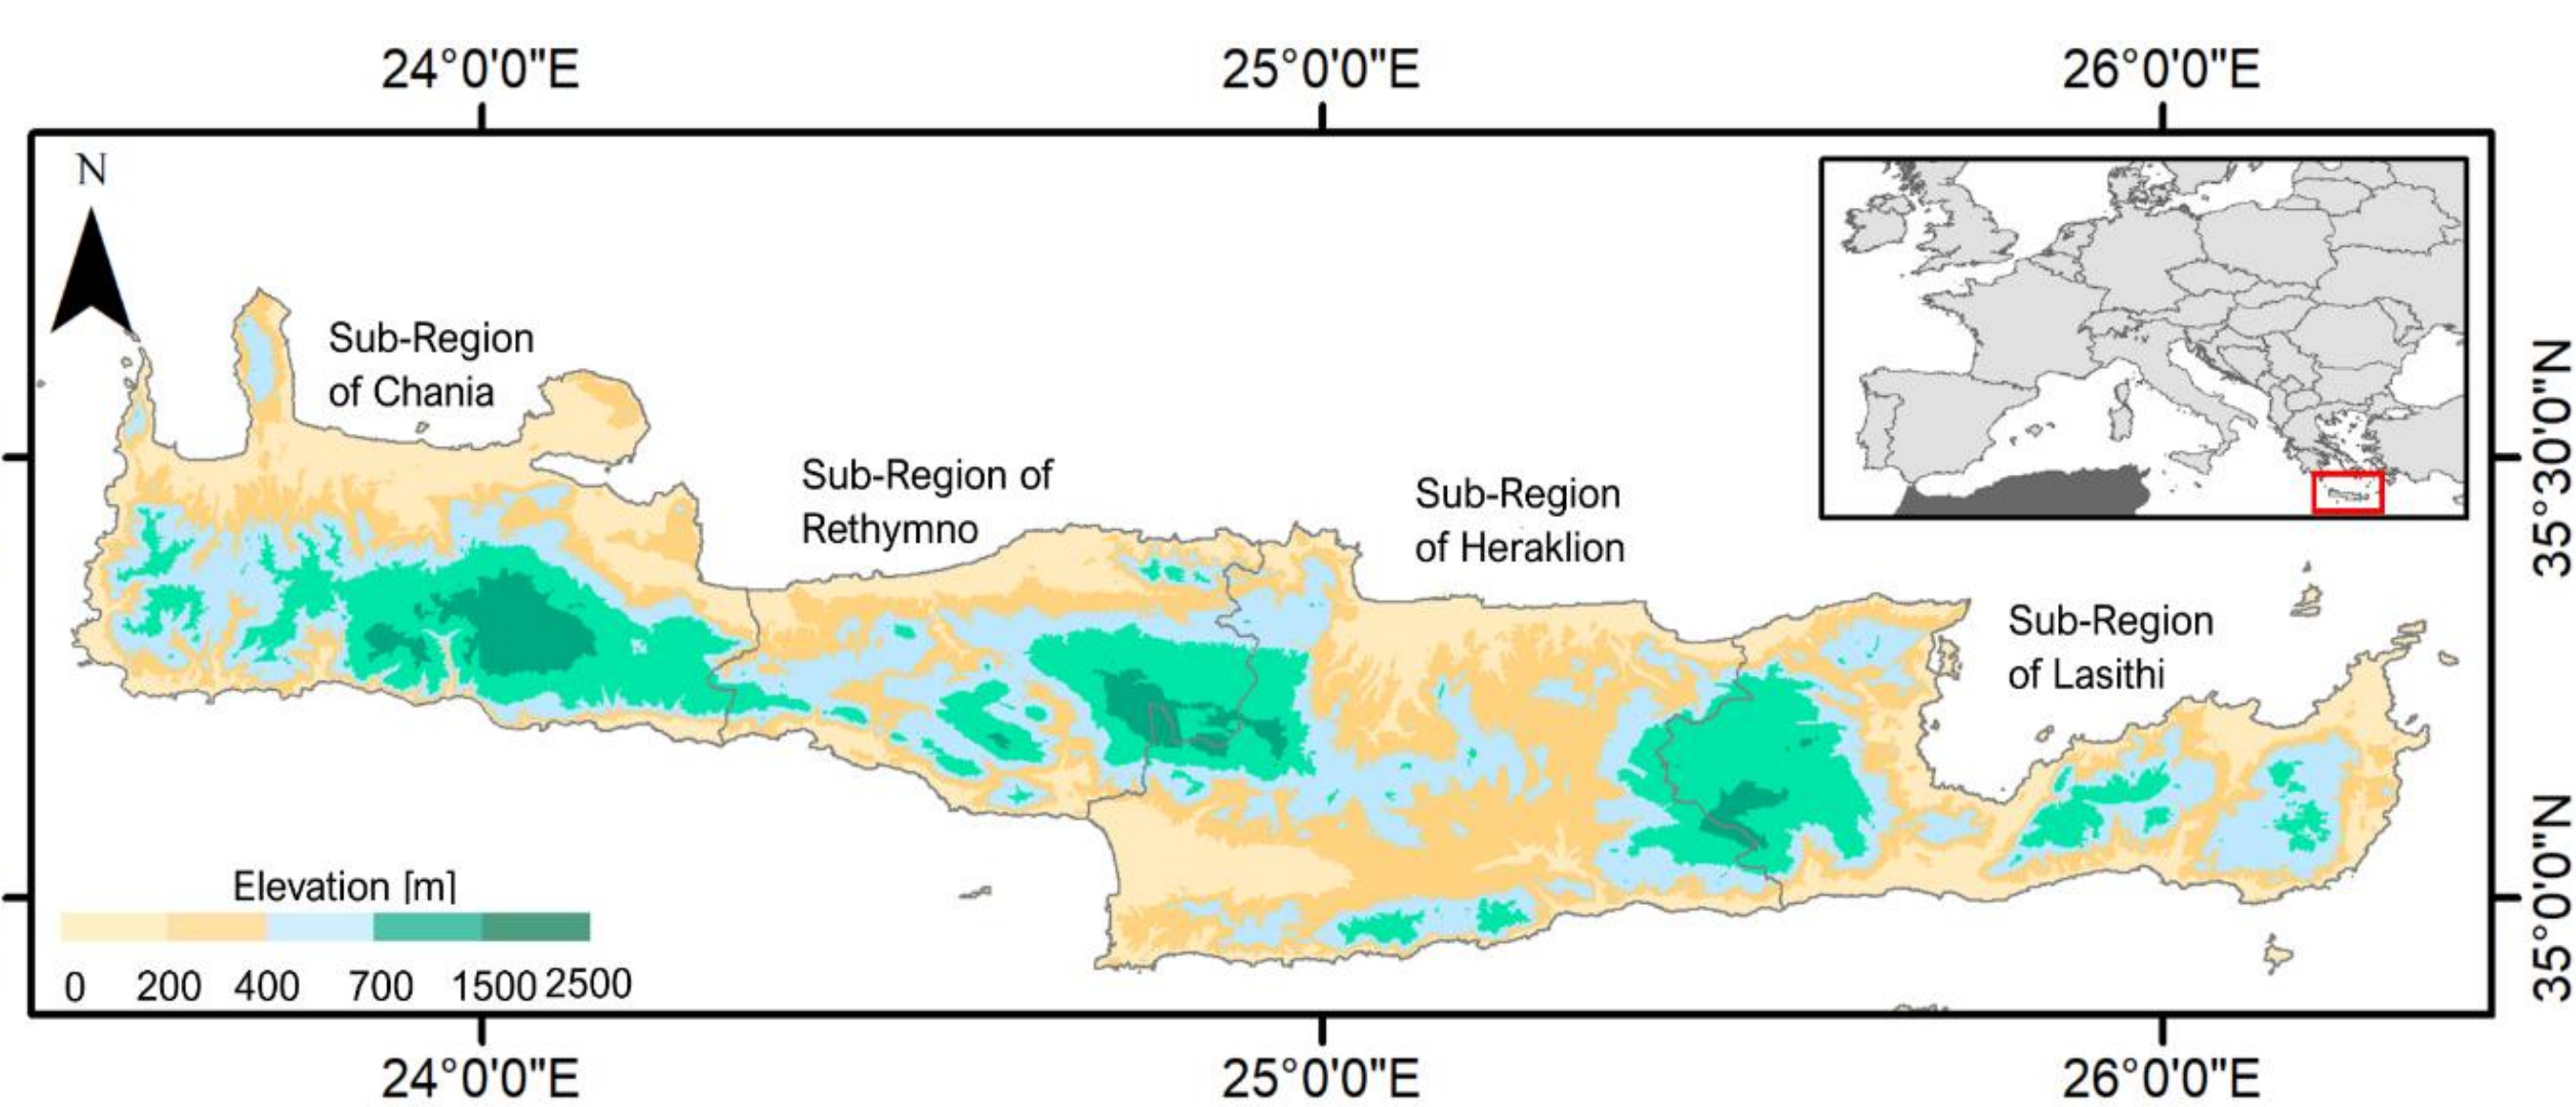 24°0'0"E
25°0'0"E
26°0'0"E
N
Sub-Region
of Chania
Sub-Region of
Rethymno
Sub-Region
of Heraklion
Sub-Region
of Lasithi
35°30'0"N
35°0'0"N
Elevation [m]
0 200 400 700 1500 2500
24°0'0"E
25°0'0"E
26°0'0"E